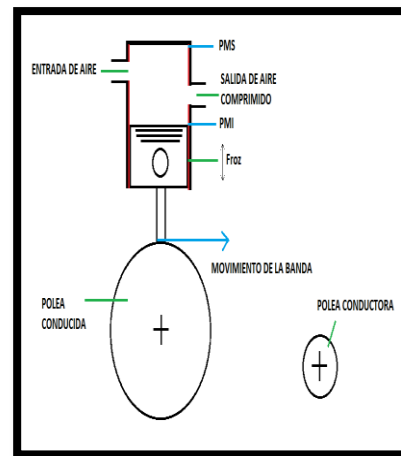 PMS
ENTRADA DE AIRE
SALIDA DE AIRE
COMPRIMIDO
PMI
Froz
MOVIMIENTO DE LA BANDA
POLEA
CONDUCIDA
POLEA CONDUCTORA